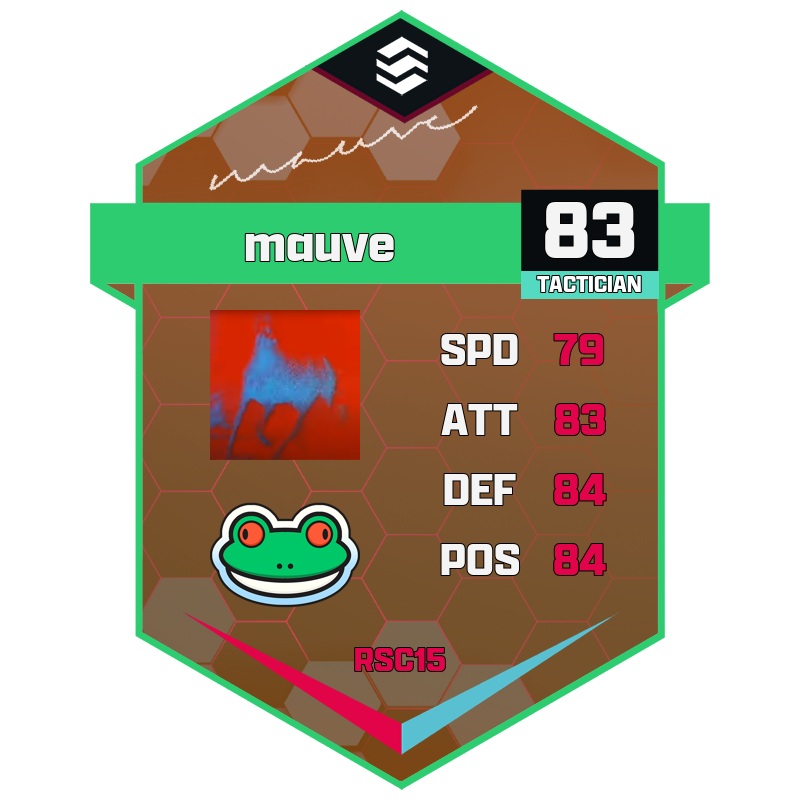 mauve
mauve
83
TACTICIAN
SPD 79
ATT 83
DEF 84
POS 84
RSC15